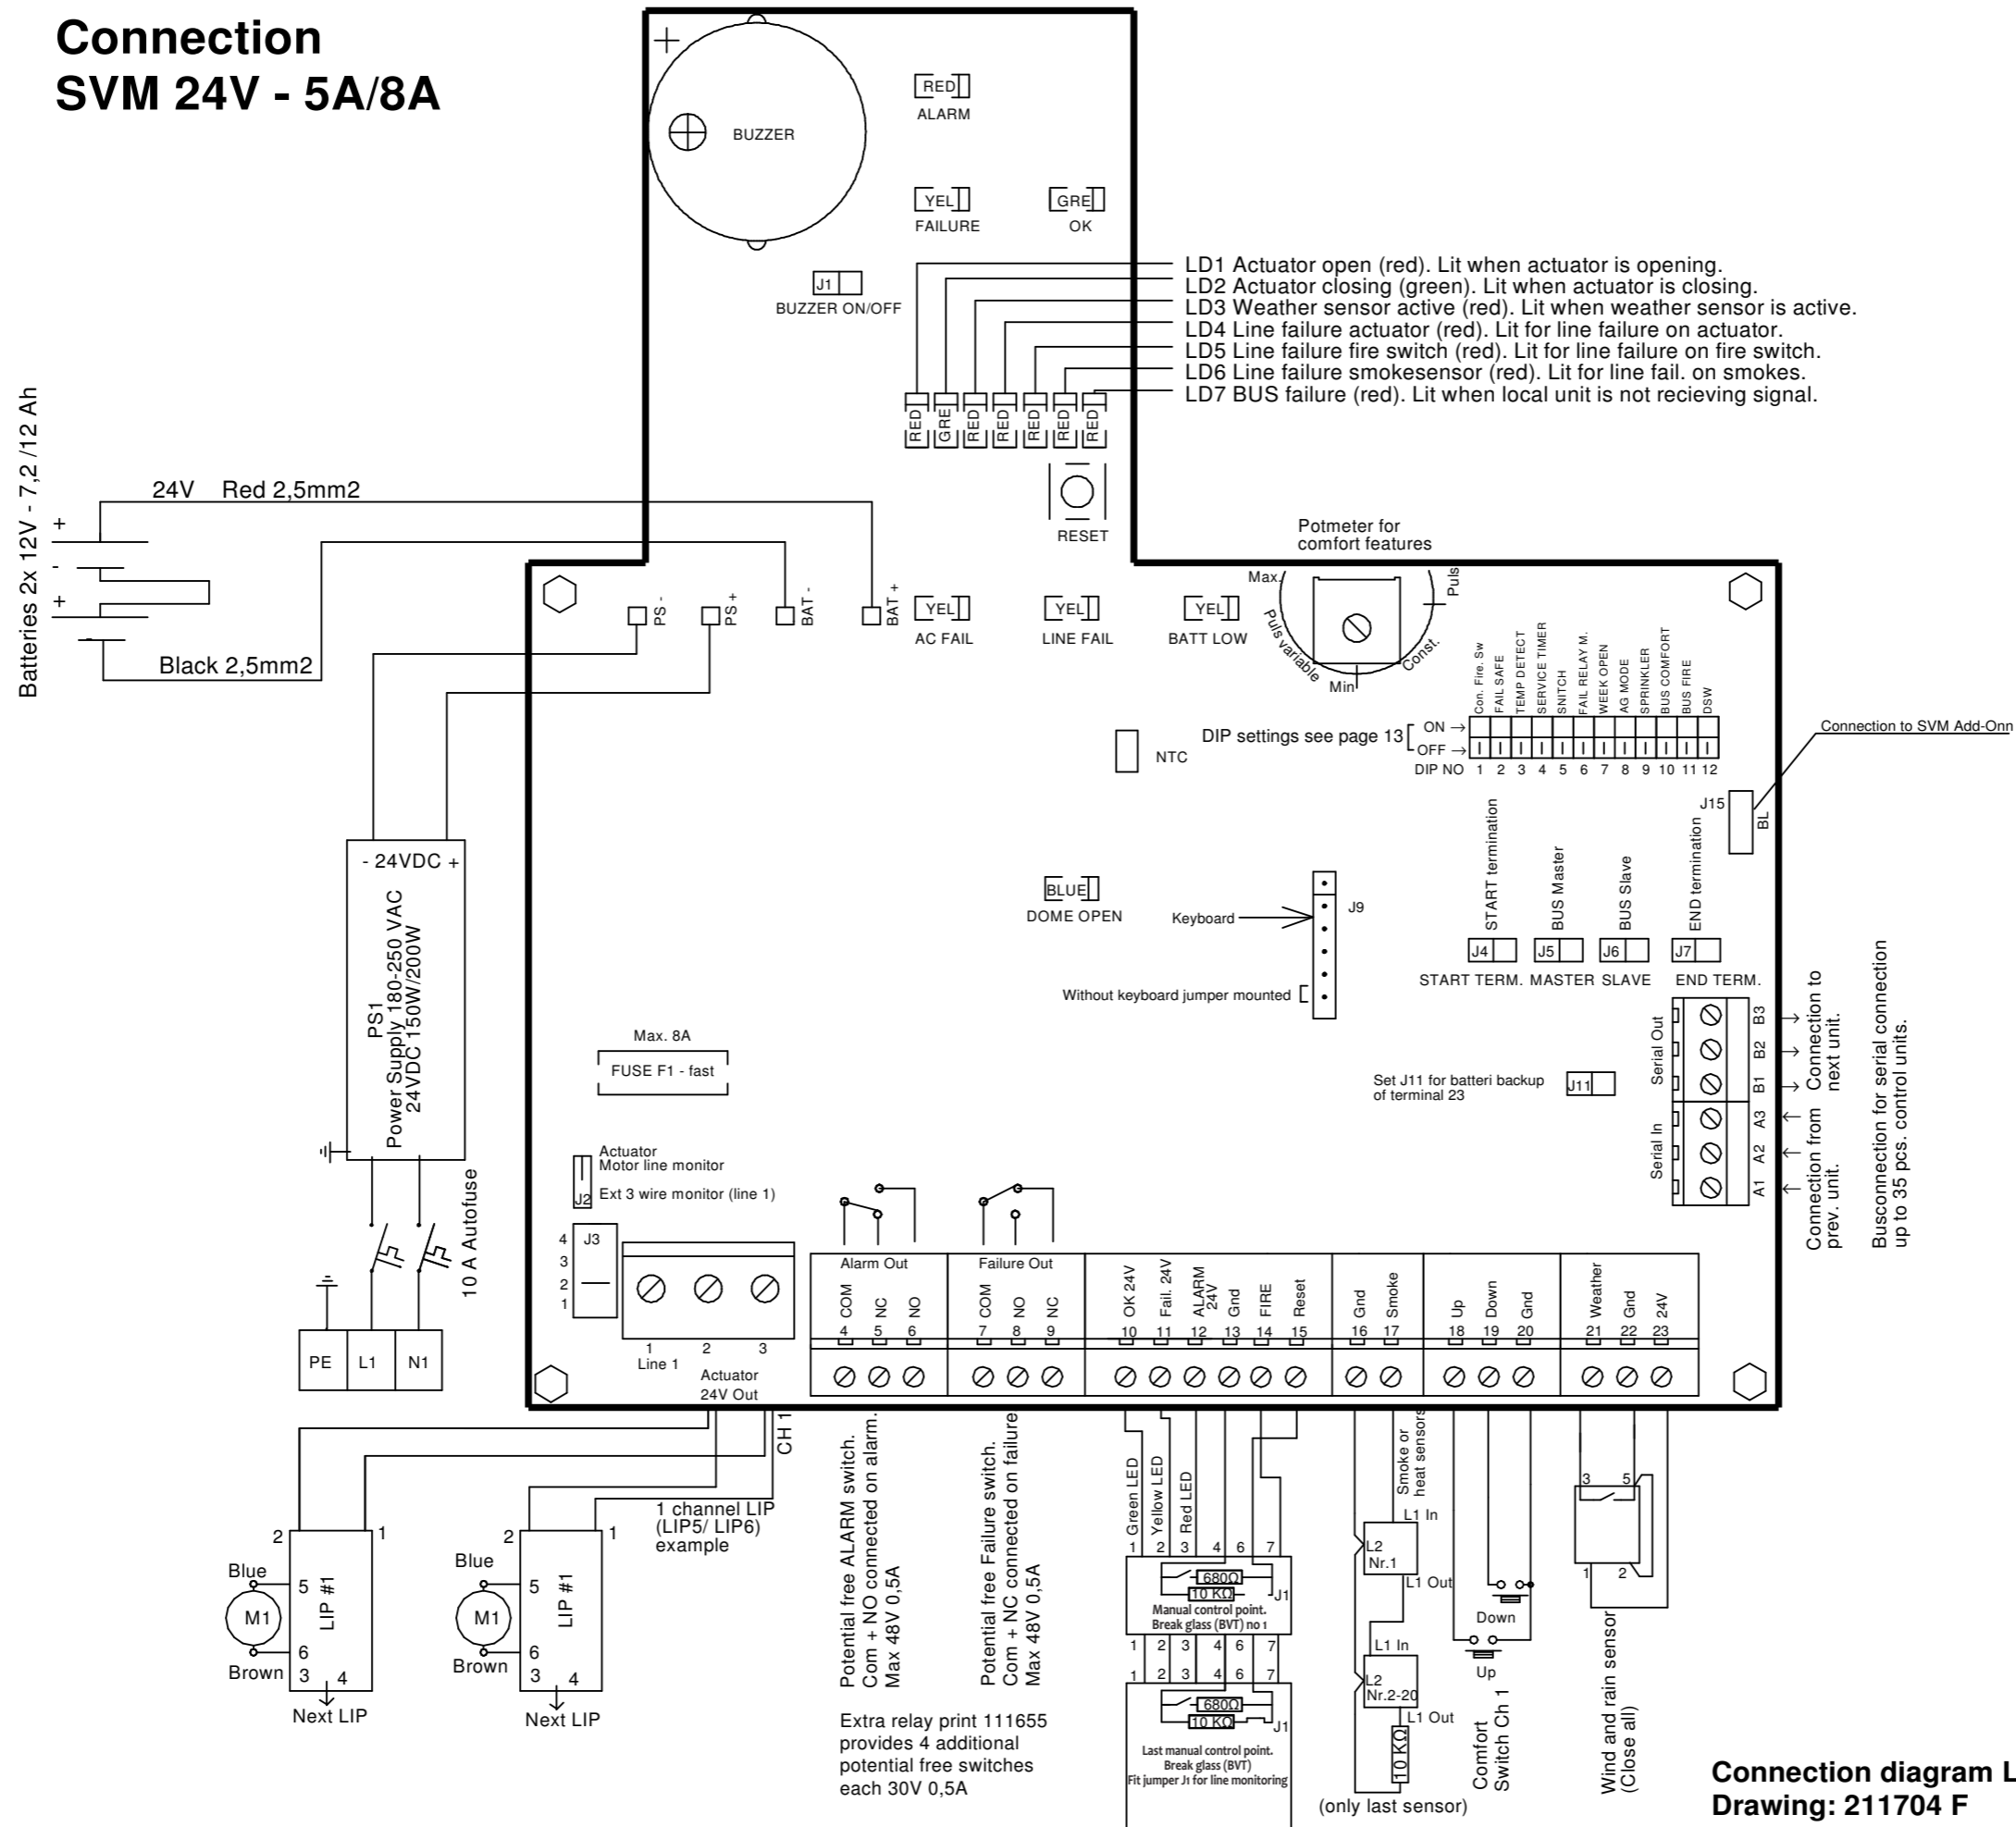 Connection
SVM 24V - 5A/8A
+
BUZZER
RED
ALARM
YEL
FAILURE
GRE
OK
J1
BUZZER ON/OFF
LD1 Actuator open (red). Lit when actuator is opening.
LD2 Actuator closing (green). Lit when actuator is closing.
LD3 Weather sensor active (red). Lit when weather sensor is active.
LD4 Line failure actuator (red). Lit for line failure on actuator.
LD5 Line failure fire switch (red). Lit for line failure on fire switch.
LD6 Line failure smokesensor (red). Lit for line fail. on smokes.
LD7 BUS failure (red). Lit when local unit is not recieving signal.
RED GRE RED RED RED RED RED
RESET
Batteries 2x 12V - 7,2 /12 Ah
24V Red 2,5mm2
+
-
+
-
Black 2,5mm2
PS -
PS +
BAT -
BAT +
YEL
AC FAIL
YEL
LINE FAIL
YEL
BATT LOW
Potmeter for
comfort features
Max.
Puls
Puls variable
Const.
Min
Con. Fire. Sw
FAIL SAFE
TEMP DETECT
SERVICE TIMER
SNITCH
FAIL RELAY M.
WEEK OPEN
AG MODE
SPRINKLER
BUS COMFORT
BUS FIRE
DSW
DIP settings see page 13
ON →
OFF →
DIP NO 1 2 3 4 5 6 7 8 9 10 11 12
NTC
Connection to SVM Add-Onn
J15
BL
- 24VDC +
PS1
Power Supply 180-250 VAC
24VDC 150W/200W
BLUE
DOME OPEN
Keyboard
J9
Without keyboard jumper mounted
START termination
BUS Master
BUS Slave
END termination
J4
J5
J6
J7
START TERM. MASTER SLAVE END TERM.
Serial Out
B3
B2
B1
Serial In
A3
A2
A1
Connection to
next unit.
Connection from
prev. unit.
Busconnection for serial connection
up to 35 pcs. control units.
Max. 8A
FUSE F1 - fast
Set J11 for batteri backup
of terminal 23
J11
10 A Autofuse
PE L1 N1
Actuator
Motor line monitor
J2
Ext 3 wire monitor (line 1)
J3
4
3
2
1
1 2 3
Line 1
Actuator
24V Out
Alarm Out
COM NC NO
4 5 6
Failure Out
COM NO NC
7 8 9
OK 24V
Fail. 24V
ALARM
24V
Gnd
FIRE
Reset
10 11 12 13 14 15
Gnd Smoke
16 17
Up Down Gnd
18 19 20
Weather Gnd 24V
21 22 23
CH 1
1 channel LIP
(LIP5/ LIP6)
example
2 1
Blue
5
M1
LIP #1
Brown
6
3 4
Next LIP
2 1
Blue
5
M1
LIP #1
Brown
6
3 4
Next LIP
Potential free ALARM switch.
Com + NO connected on alarm.
Max 48V 0,5A
Potential free Failure switch.
Com + NC connected on failure
Max 48V 0,5A
Extra relay print 111655
provides 4 additional
potential free switches
each 30V 0,5A
Green LED
Yellow LED
Red LED
1 2 3 4 6 7
680Ω
10 KΩ
J1
Manual control point.
Break glass (BVT) no 1
1 2 3 4 6 7
1 2 3 4 6 7
680Ω
10 KΩ
J1
Last manual control point.
Break glass (BVT)
Fit jumper J1 for line monitoring
Smoke or
heat sensors
L1 In
L2
Nr.1
L1 Out
L1 In
L2
Nr.2-20
L1 Out
10 KΩ
(only last sensor)
Down
Up
Comfort
Switch Ch 1
3 5
1 2
Wind and rain sensor
(Close all)
Connection diagram L
Drawing: 211704 F